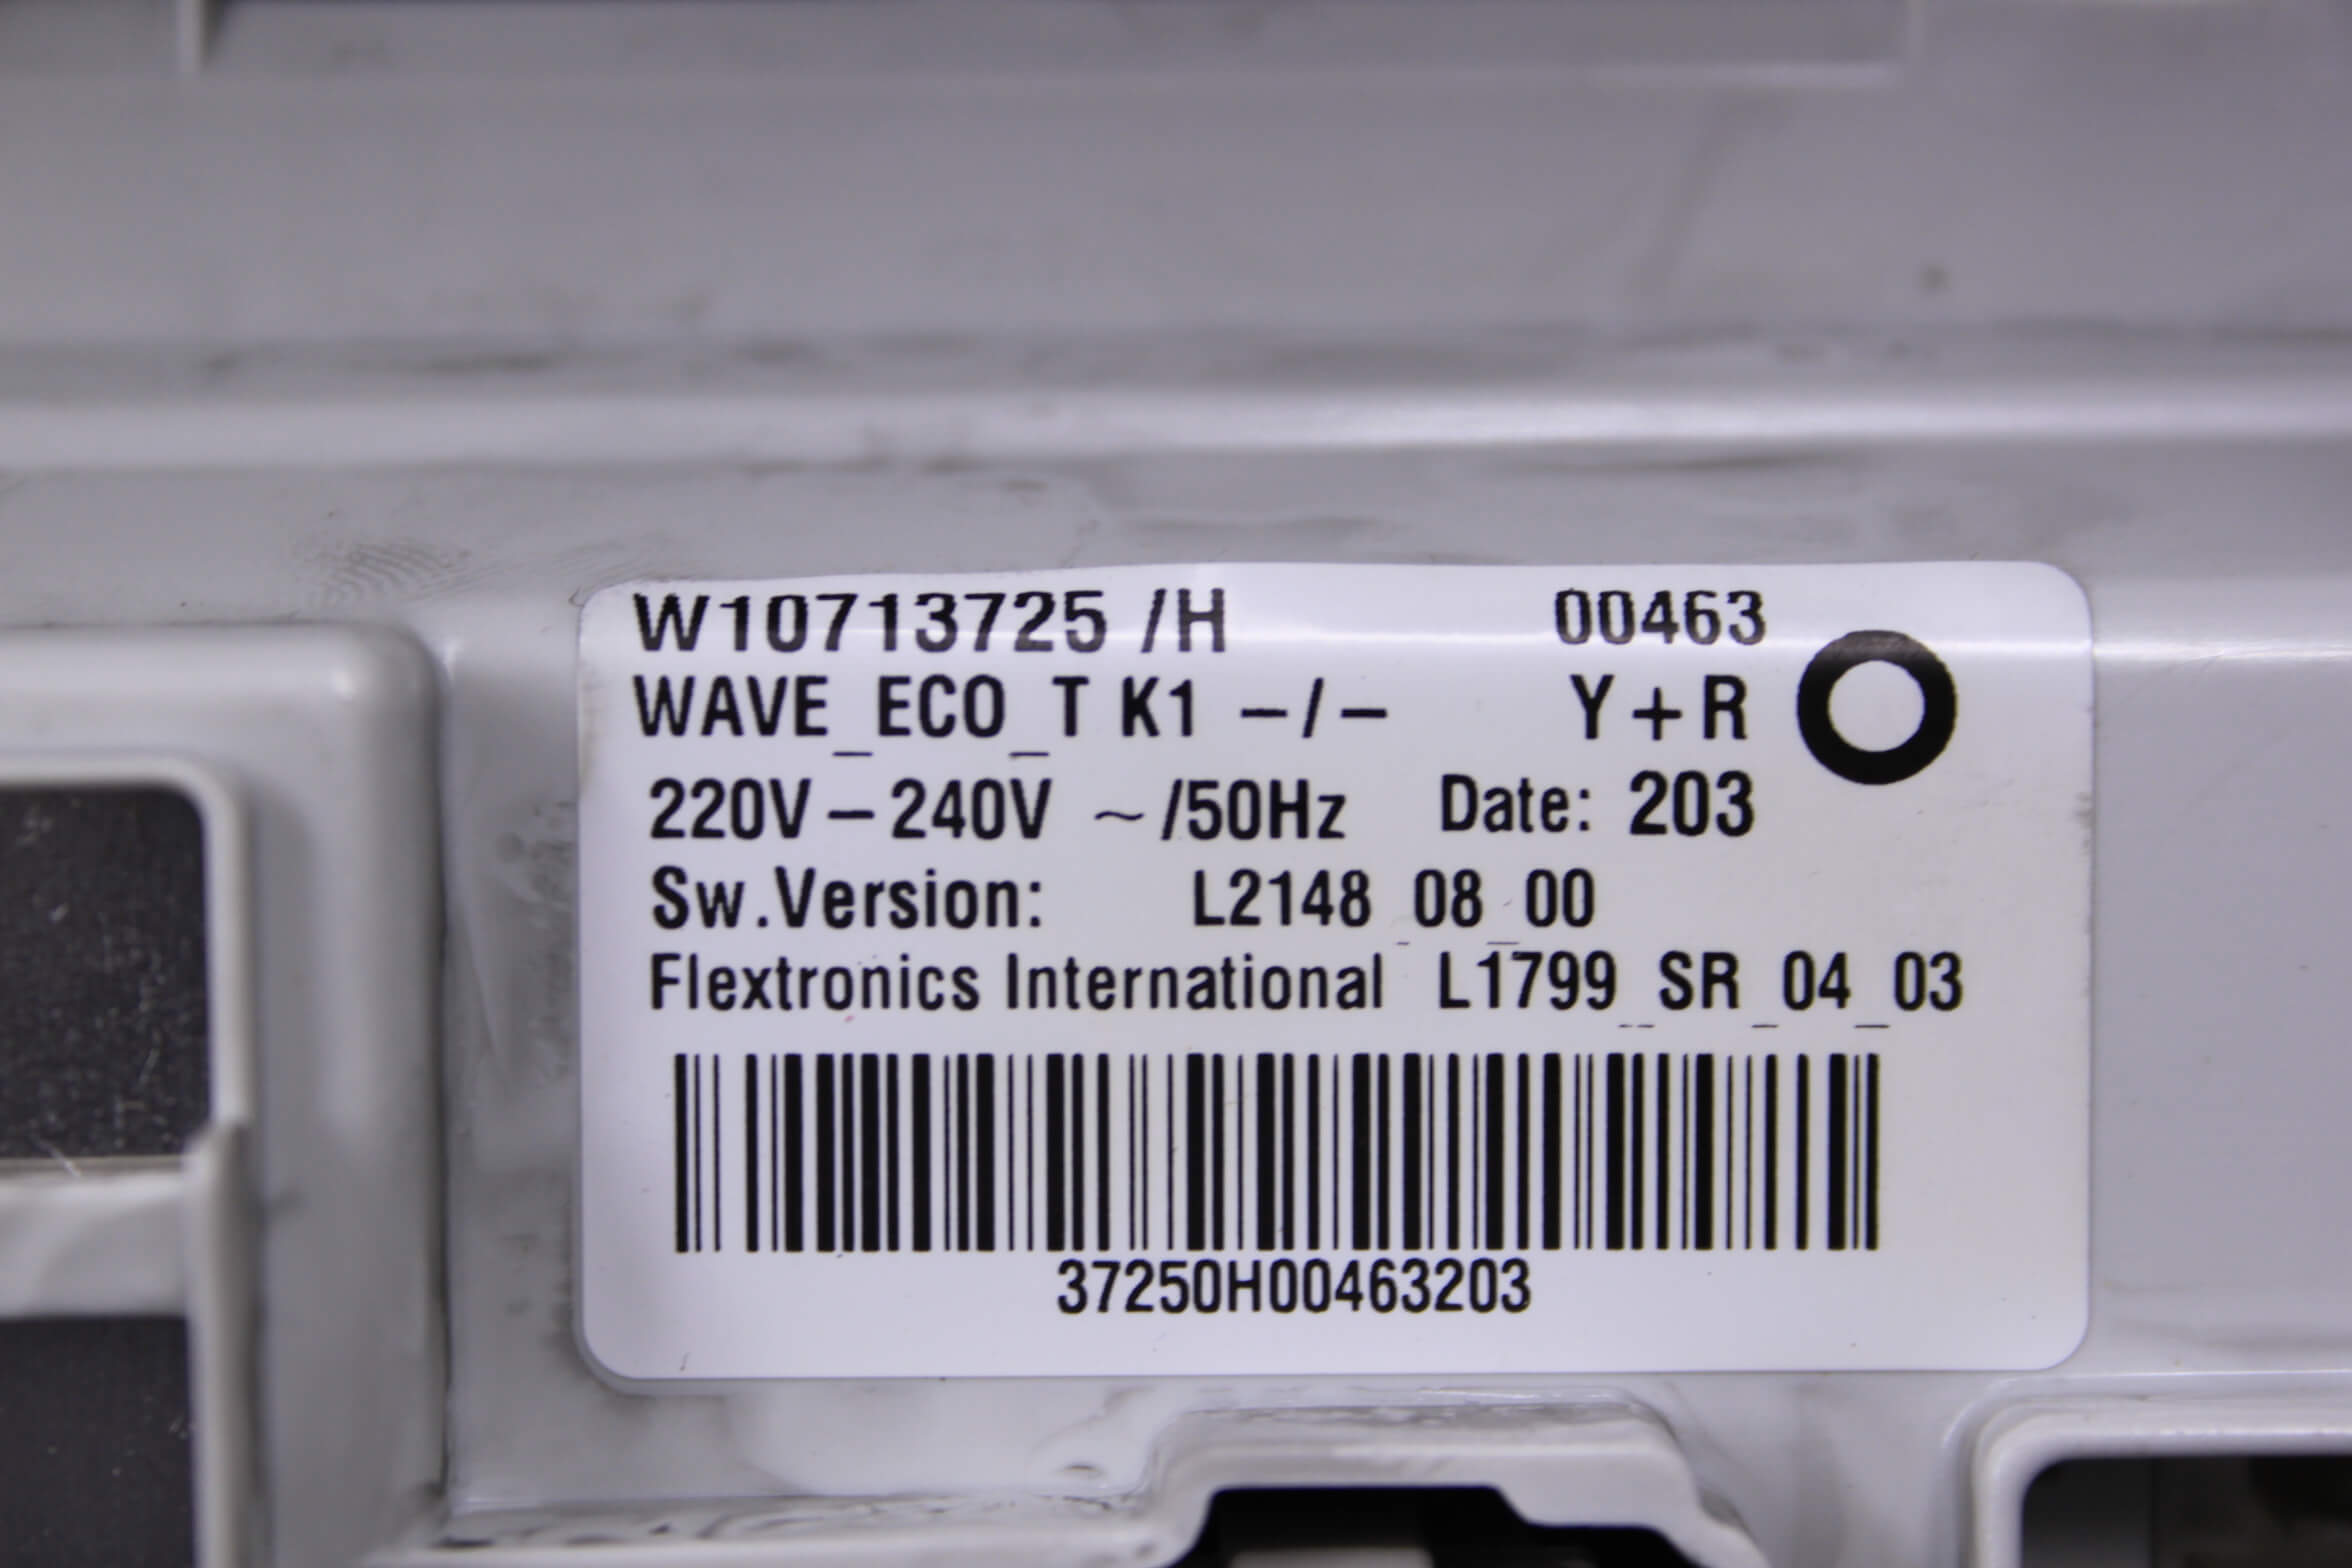 W10713725 /H 00463
WAVE_ECO_T K1 –/– Y+R
220V–240V ~/50Hz Date: 203
Sw.Version: L2148_08_00
Flextronics International L1799_SR_04_03
37250H00463203